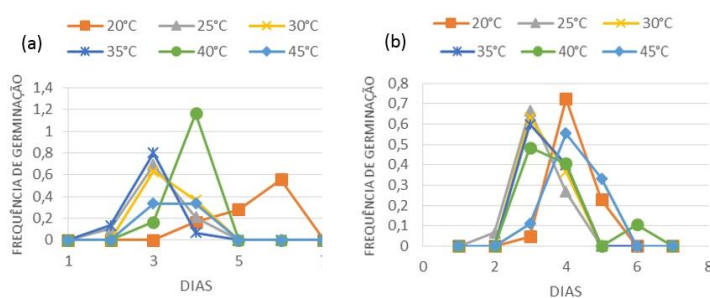 (a)
20°C 25°C 30°C
35°C 40°C 45°C
FREQUÊNCIA DE GERMINAÇÃO
1,4
1,2
1
0,8
0,6
0,4
0,2
0
1 3 5
DIAS
(b)
20°C 25°C 30°C
35°C 40°C 45°C
FREQUÊNCIA DE GERMINAÇÃO
0,8
0,7
0,6
0,5
0,4
0,3
0,2
0,1
0
0 2 4 6 8
DIAS